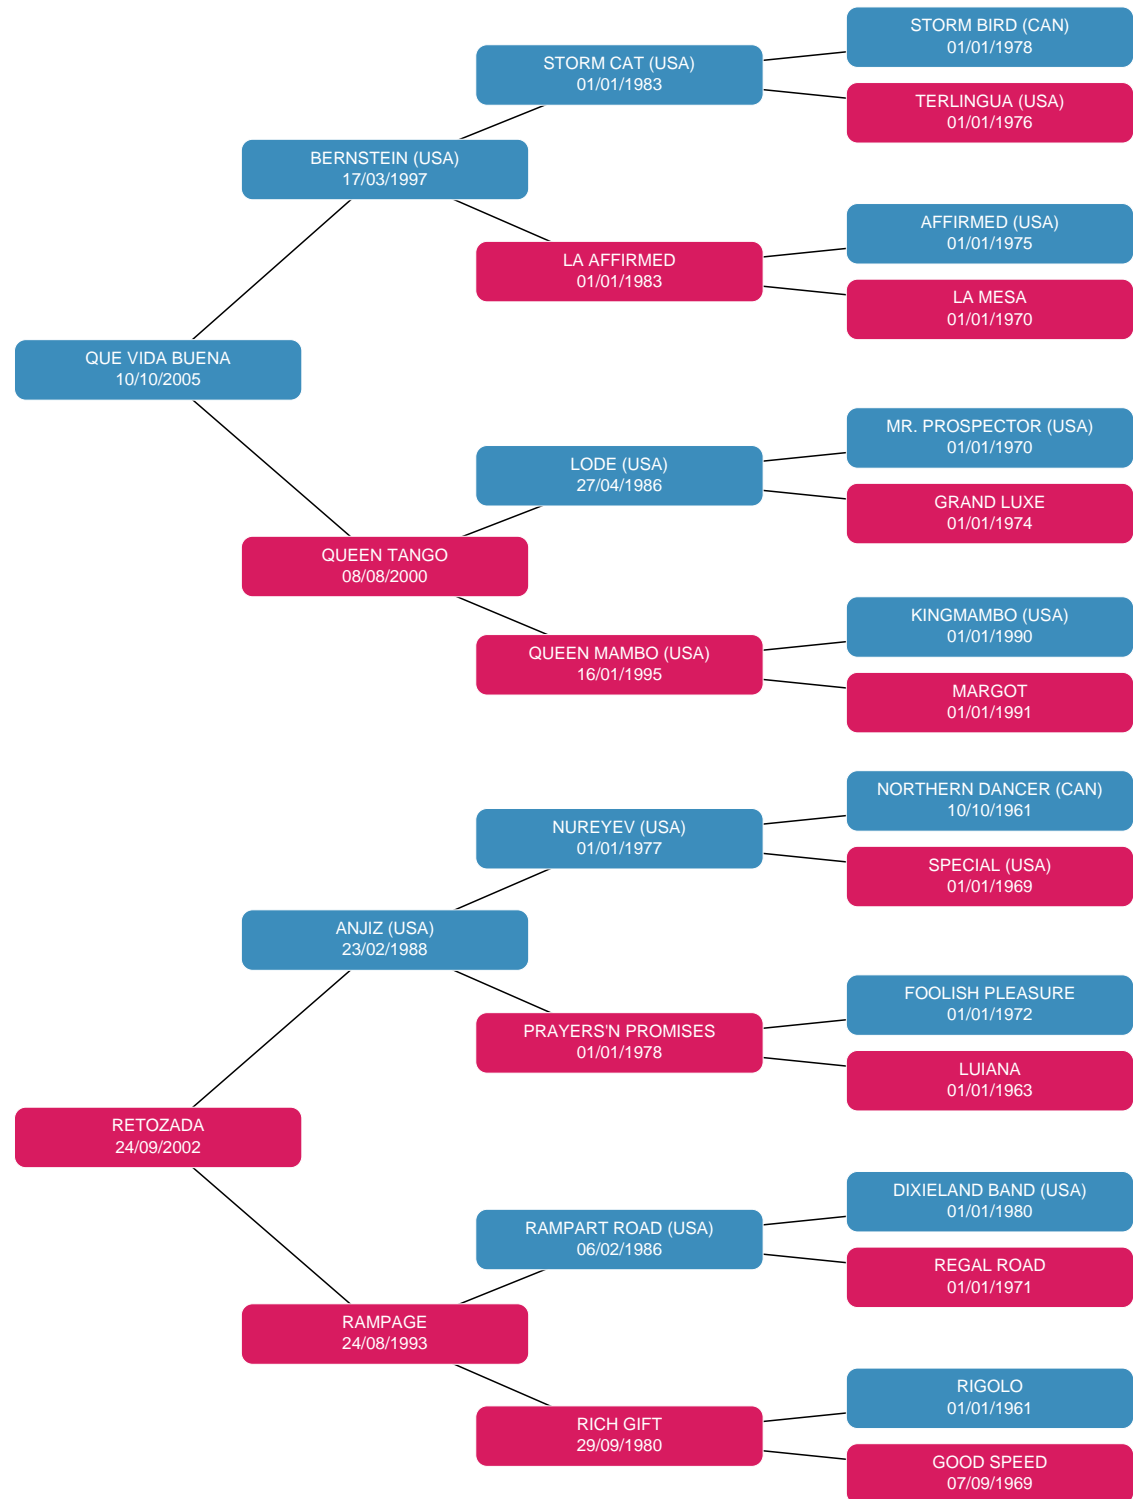 STORM BIRD (CAN)
01/01/1978
STORM CAT (USA)
01/01/1983
TERLINGUA (USA)
01/01/1976
BERNSTEIN (USA)
17/03/1997
AFFIRMED (USA)
01/01/1975
LA AFFIRMED
01/01/1983
LA MESA
01/01/1970
QUE VIDA BUENA
10/10/2005
MR. PROSPECTOR (USA)
01/01/1970
LODE (USA)
27/04/1986
GRAND LUXE
01/01/1974
QUEEN TANGO
08/08/2000
KINGMAMBO (USA)
01/01/1990
QUEEN MAMBO (USA)
16/01/1995
MARGOT
01/01/1991
NORTHERN DANCER (CAN)
10/10/1961
NUREYEV (USA)
01/01/1977
SPECIAL (USA)
01/01/1969
ANJIZ (USA)
23/02/1988
FOOLISH PLEASURE
01/01/1972
PRAYERS'N PROMISES
01/01/1978
LUIANA
01/01/1963
RETOZADA
24/09/2002
DIXIELAND BAND (USA)
01/01/1980
RAMPART ROAD (USA)
06/02/1986
REGAL ROAD
01/01/1971
RAMPAGE
24/08/1993
RIGOLO
01/01/1961
RICH GIFT
29/09/1980
GOOD SPEED
07/09/1969